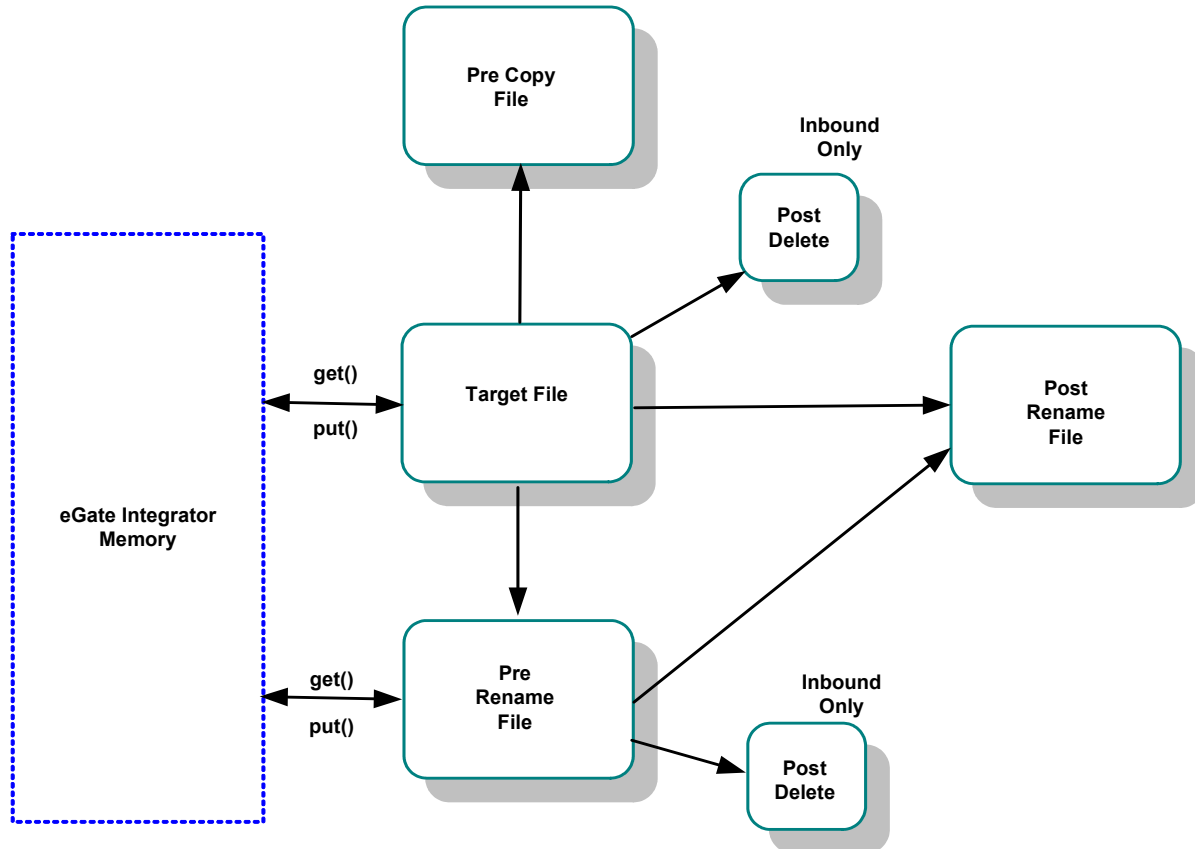 Pre Copy
File
Inbound
Only
Post
Delete
get()
put()
Target File
Post
Rename
File
eGate Integrator
Memory
get()
put()
Pre
Rename
File
Inbound
Only
Post
Delete